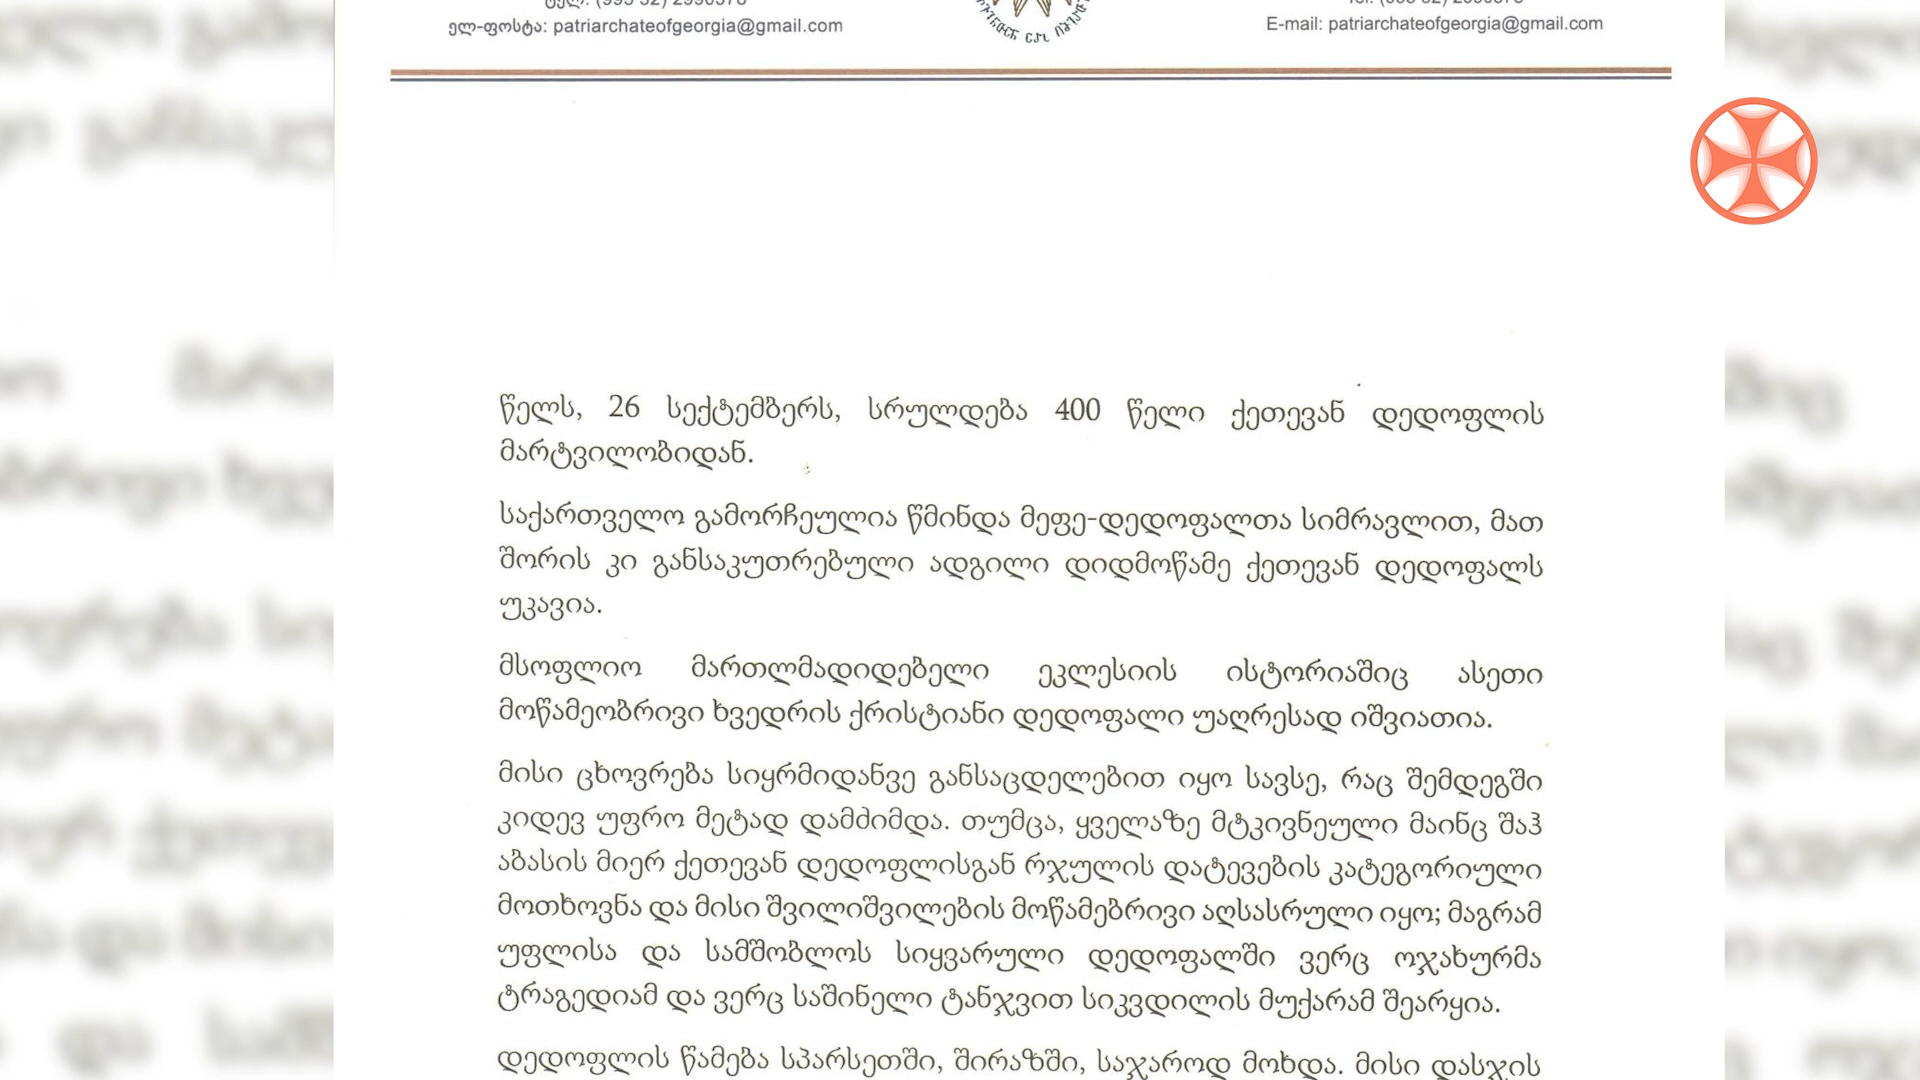 ელ-ფოსტა: patriarchateofgeorgia@gmail.com
E-mail: patriarchateofgeorgia@gmail.com
წელს, 26 სექტემბერს, სრულდება 400 წელი ქეთევან დედოფლის
მარტვილობიდან.
საქართველო გამორჩეულია წმინდა მეფე-დედოფალთა სიმრავლით, მათ
შორის კი განსაკუთრებული ადგილი დიდმოწამე ქეთევან დედოფალს
უკავია.
მსოფლიო მართლმადიდებელი ეკლესიის ისტორიაშიც ასეთი
მოწამეობრივი ხვედრის ქრისტიანი დედოფალი უაღრესად იშვიათია.
მისი ცხოვრება სიყრმიდანვე განსაცდელებით იყო სავსე, რაც შემდეგში
კიდევ უფრო მეტად დამძიმდა. თუმცა, ყველაზე მტკივნეული მაინც შაჰ
აბასის მიერ ქეთევან დედოფლისგან რჯულის დატევების კატეგორიული
მოთხოვნა და მისი შვილიშვილების მოწამებრივი აღსასრული იყო; მაგრამ
უფლისა და სამშობლოს სიყვარული დედოფალში ვერც ოჯახურმა
ტრაგედიამ და ვერც საშინელი ტანჯვით სიკვდილის მუქარამ შეარყია.
დედოფლის წამება სპარსეთში, შირაზში, საჯაროდ მოხდა. მისი დასჯის